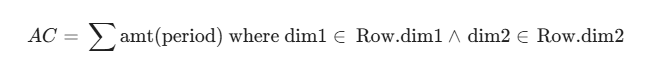 AC = ∑ amt(period) where dim1 ∈ Row.dim1 ∧ dim2 ∈ Row.dim2